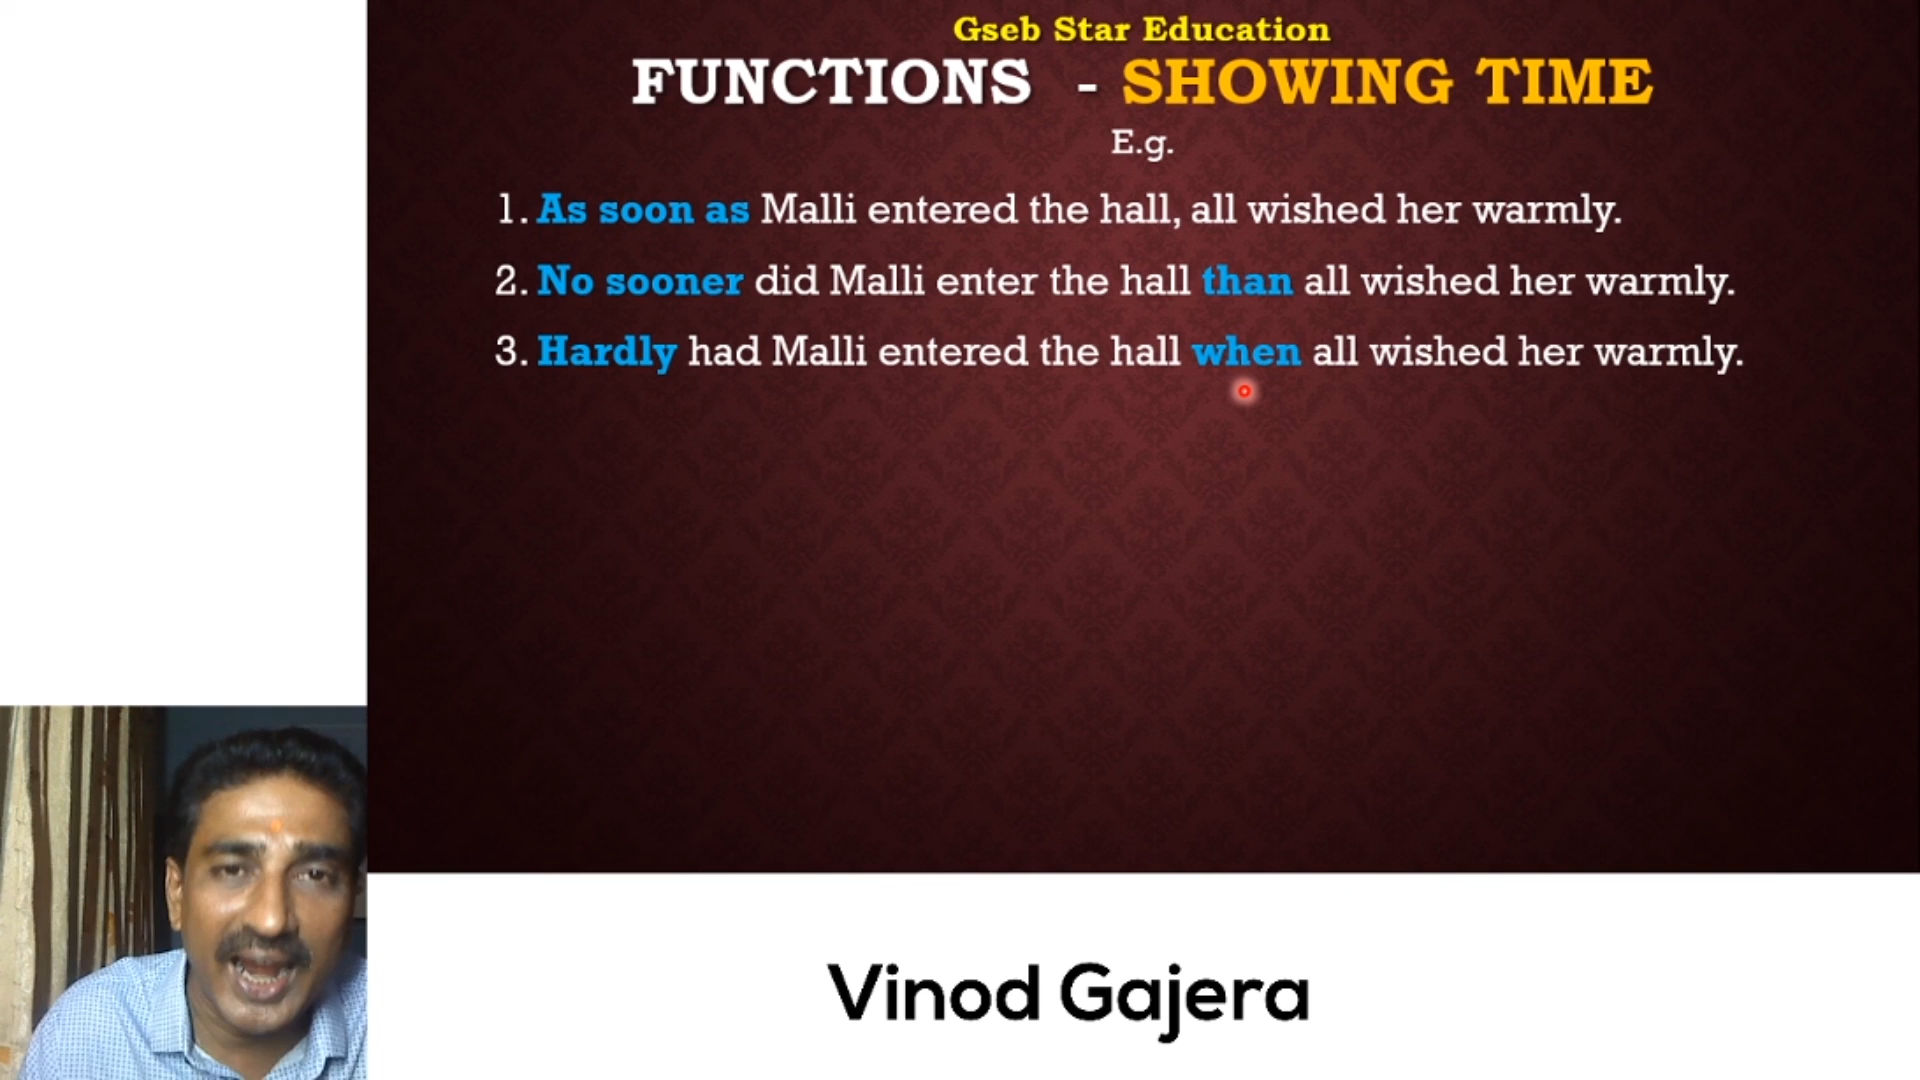 Gseb Star Education
FUNCTIONS - SHOWING TIME
E.g.
1. As soon as Malli entered the hall, all wished her warmly.
2. No sooner did Malli enter the hall than all wished her warmly.
3. Hardly had Malli entered the hall when all wished her warmly.
Vinod Gajera